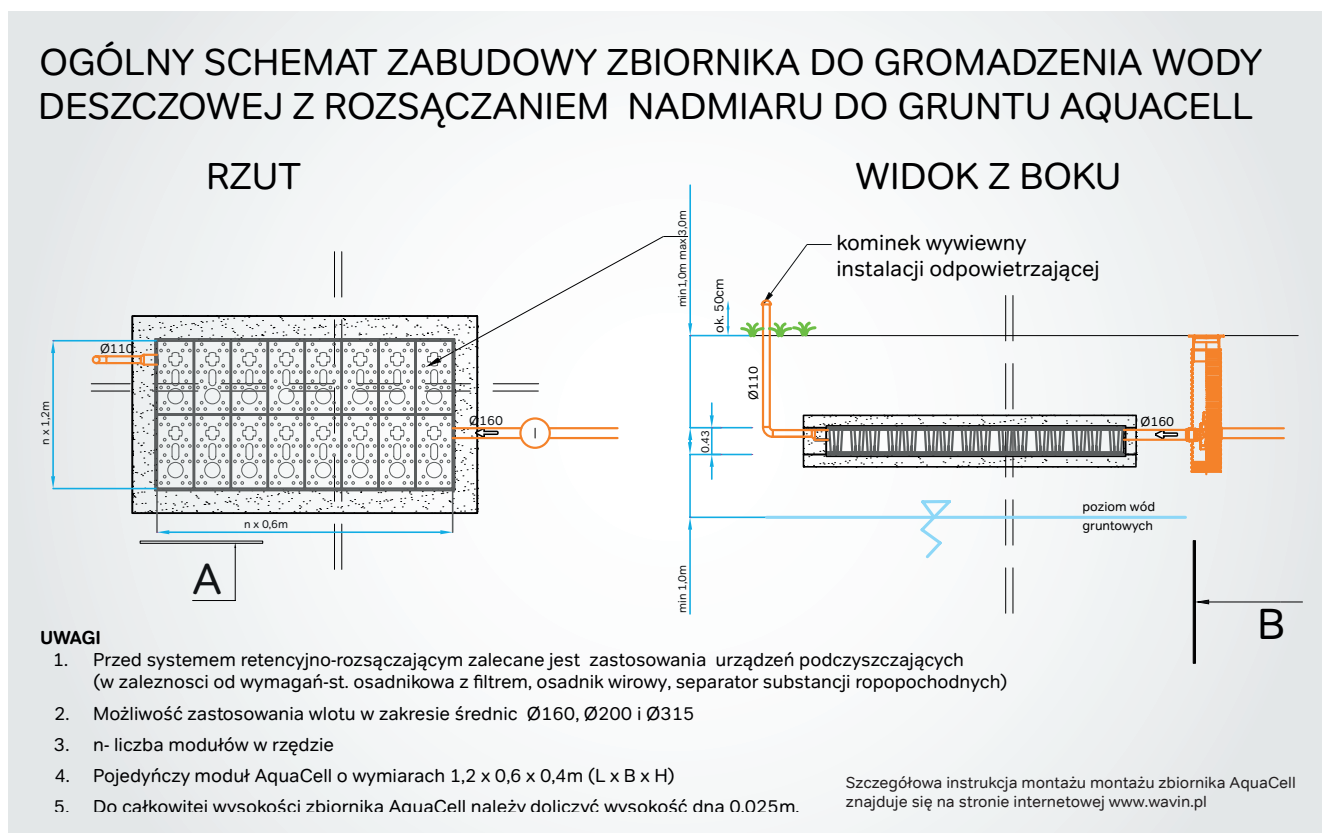 OGÓLNY SCHEMAT ZABUDOWY ZBIORNIKA DO GROMADZENIA WODY
DESZCZOWEJ Z ROZSĄCZANIEM NADMIARU DO GRUNTU AQUACELL
RZUT
WIDOK Z BOKU
min1,0m max3,0m
ok. 50cm
kominek wywiewny
instalacji odpowietrzającej
Ø110
n x 1,2m
Ø160
I
n x 0,6m
A
Ø110
0.43
Ø160
poziom wód
gruntowych
min 1,0m
B
UWAGI
1. Przed systemem retencyjno-rozsączającym zalecane jest zastosowania urządzeń podczyszczających
(w zaleznosci od wymagań-st. osadnikowa z filtrem, osadnik wirowy, separator substancji ropopochodnych)
2. Możliwość zastosowania wlotu w zakresie średnic Ø160, Ø200 i Ø315
3. n- liczba modułów w rzędzie
4. Pojedyńczy moduł AquaCell o wymiarach 1,2 x 0,6 x 0,4m (L x B x H)
5. Do całkowitej wysokości zbiornika AquaCell należy doliczyć wysokość dna 0.025m.
Szczegółowa instrukcja montażu montażu zbiornika AquaCell
znajduje się na stronie internetowej www.wavin.pl